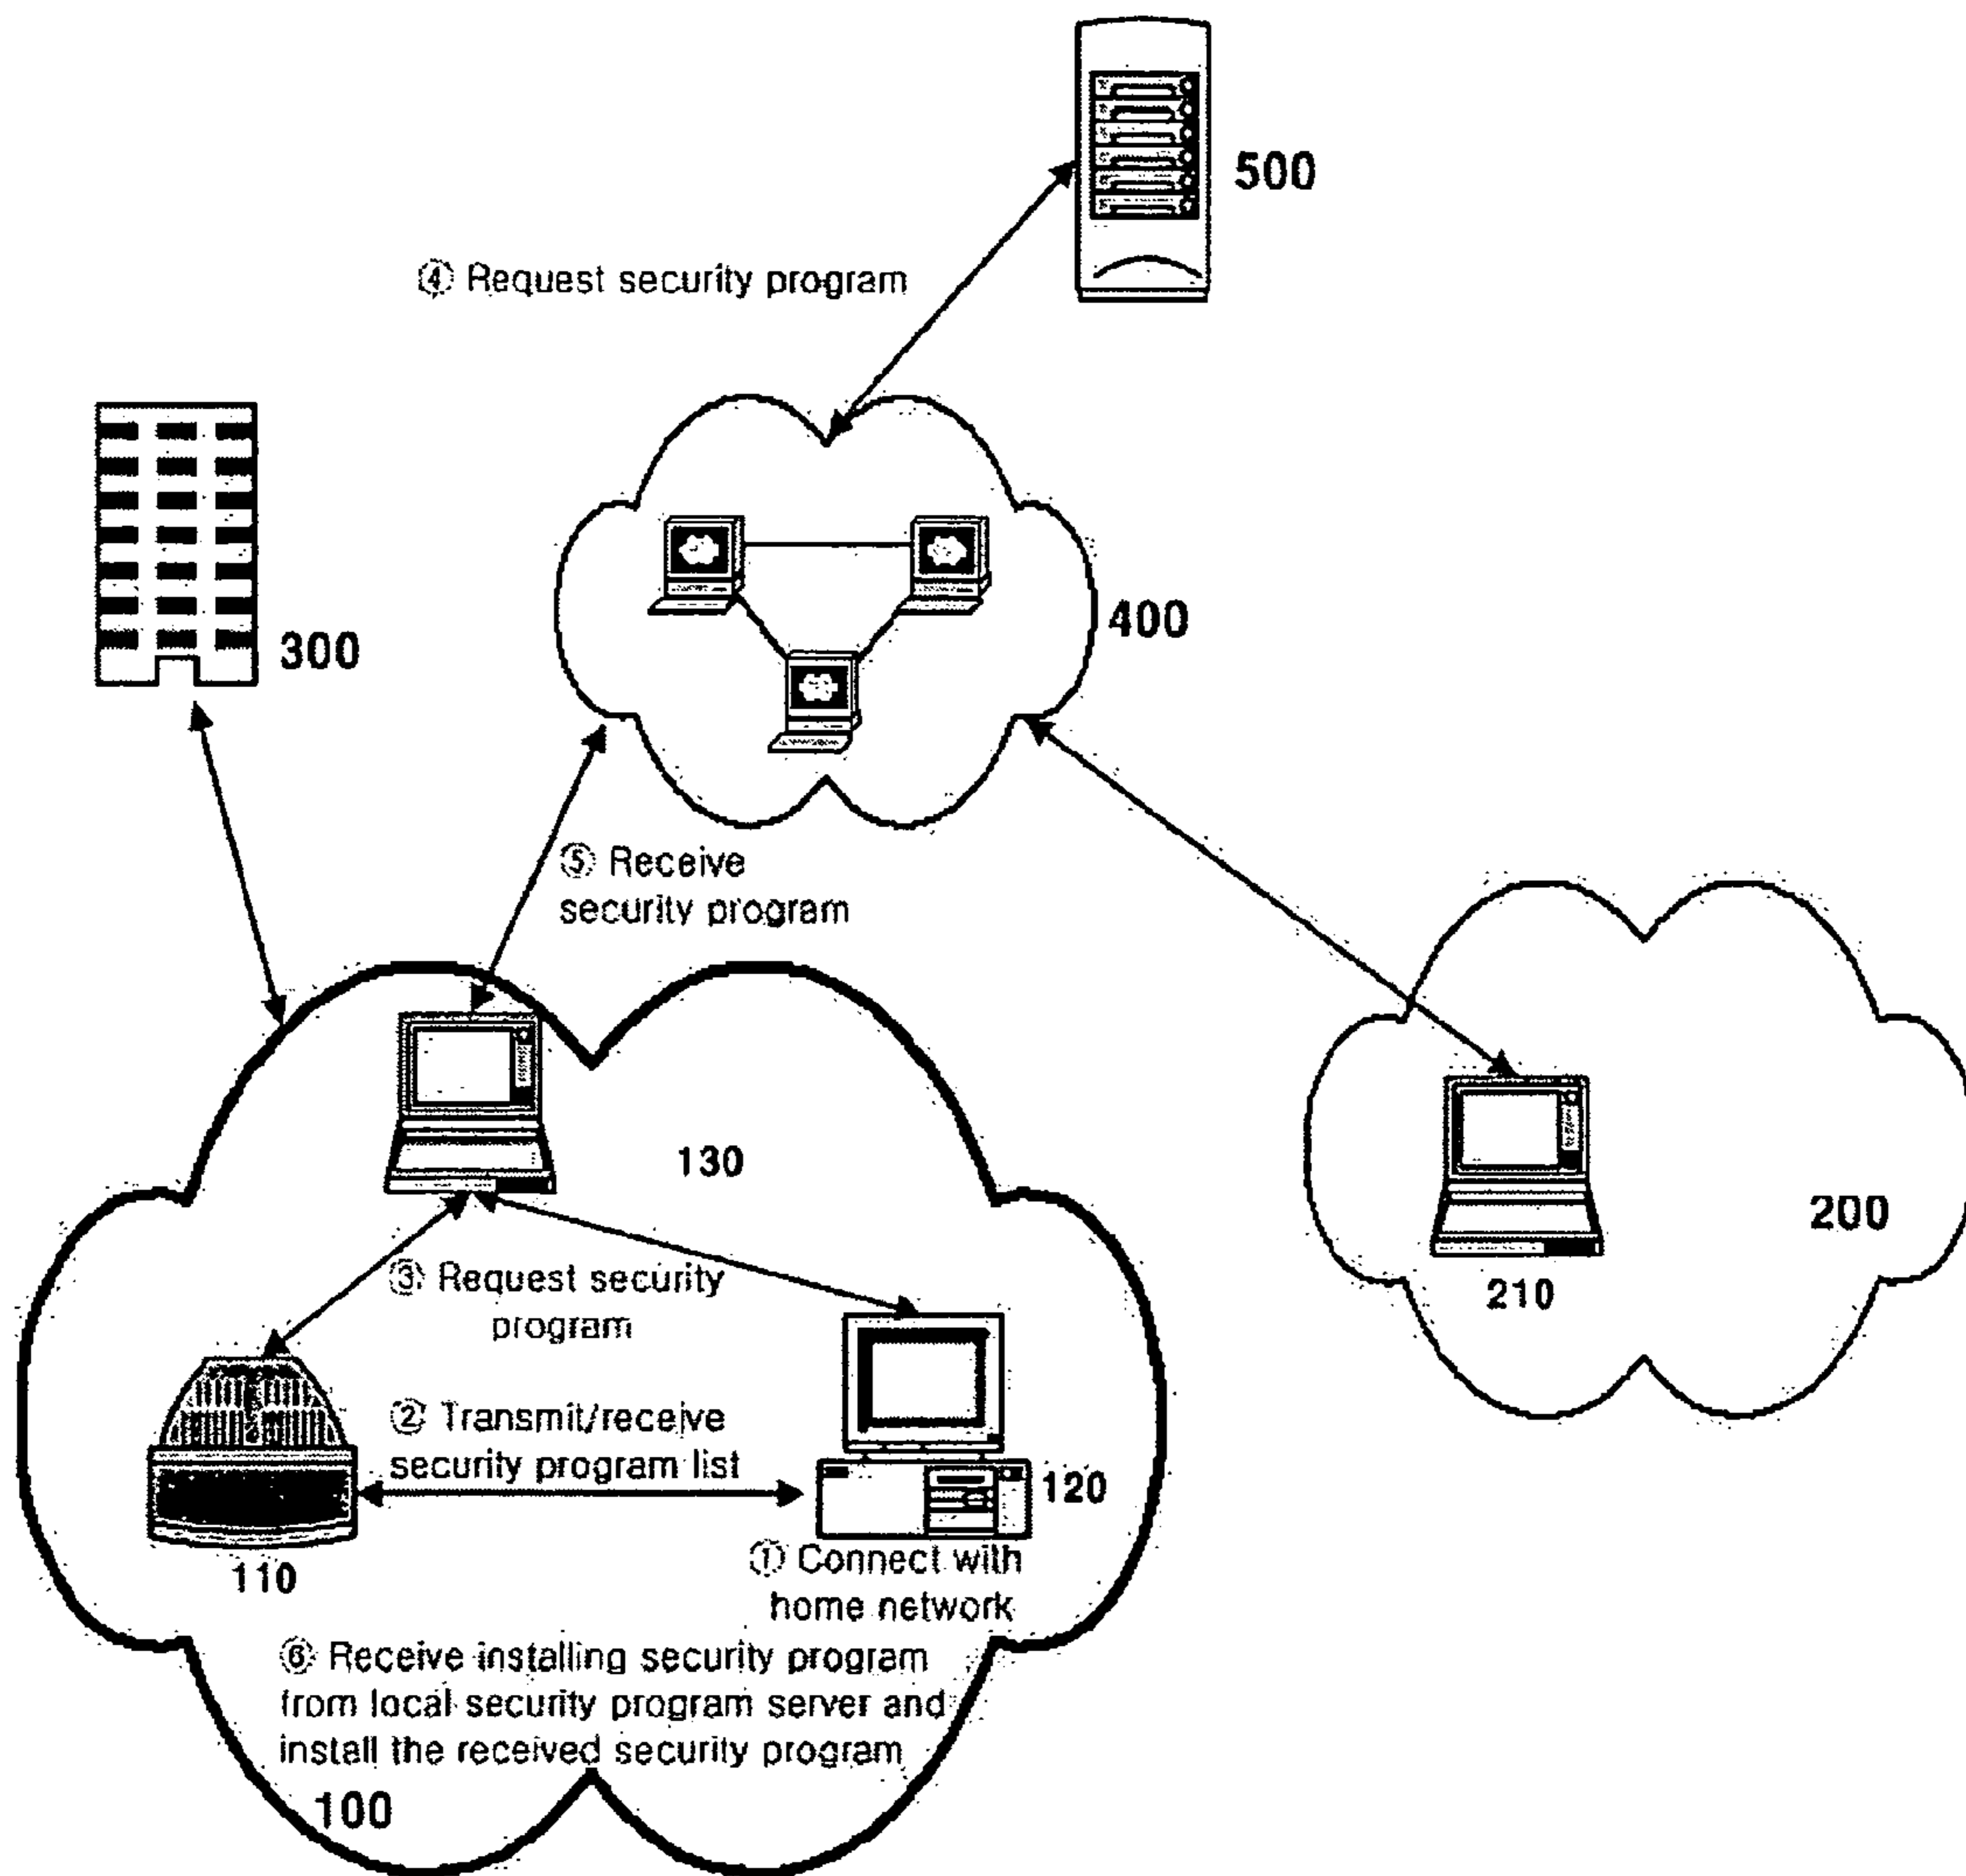 500
④ Request security program
300
400
⑤ Receive
security program
130
200
③ Request security
program
210
② Transmit/receive
security program list
120
110
① Connect with
home network
⑥ Receive installing security program
from local security program server and
install the received security program
100